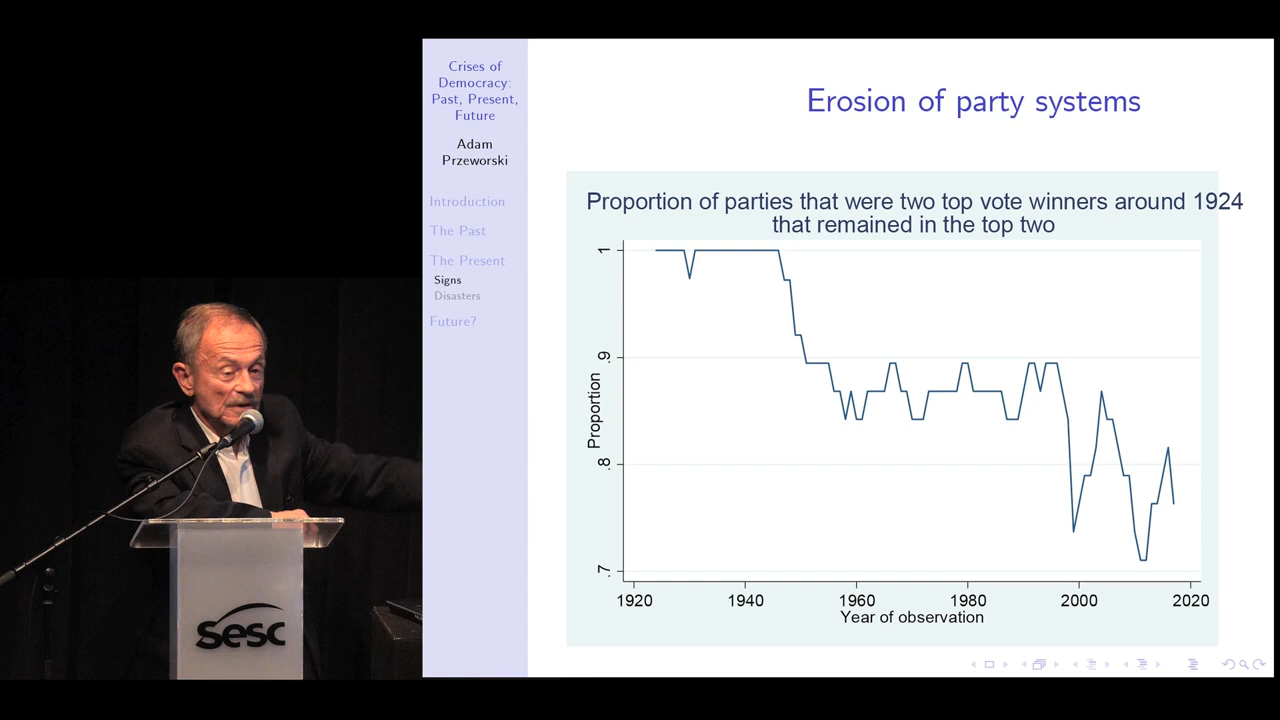 Crises of
Democracy:
Past, Present,
Future
Adam
Przeworski
Introduction
The Past
The Present
Signs
Disasters
Future?
Erosion of party systems
Proportion of parties that were two top vote winners around 1924
that remained in the top two
Proportion
1
.9
.8
.7
1920 1940 1960 1980 2000 2020
Year of observation
sesc